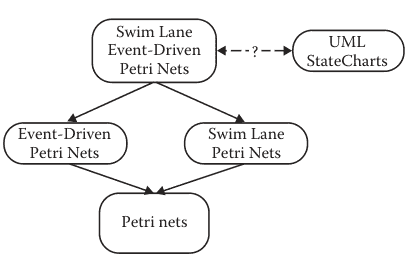 Swim Lane
Event-Driven
Petri Nets
?
UML
StateCharts
Event-Driven
Petri Nets
Swim Lane
Petri Nets
Petri nets